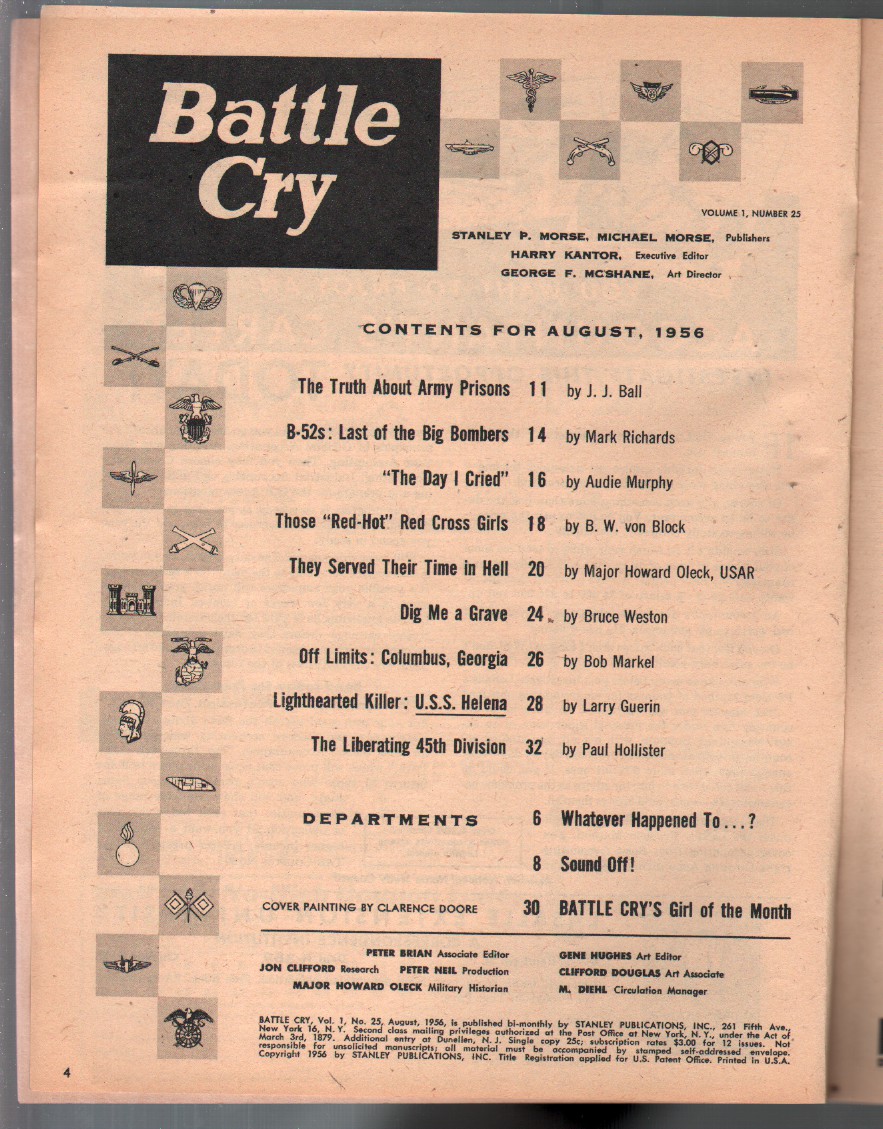 Battle
Cry
VOLUME 1, NUMBER 25
STANLEY P. MORSE, MICHAEL MORSE, Publishers
HARRY KANTOR, Executive Editor
GEORGE F. MCSHANE, Art Director
CONTENTS FOR AUGUST, 1956
The Truth About Army Prisons 11 by J. J. Ball
B-52s: Last of the Big Bombers 14 by Mark Richards
"The Day I Cried" 16 by Audie Murphy
Those "Red-Hot" Red Cross Girls 18 by B. W. von Block
They Served Their Time in Hell 20 by Major Howard Oleck, USAR
Dig Me a Grave 24 by Bruce Weston
Off Limits: Columbus, Georgia 26 by Bob Markel
Lighthearted Killer: U.S.S. Helena 28 by Larry Guerin
The Liberating 45th Division 32 by Paul Hollister
DEPARTMENTS 6 Whatever Happened To...?
8 Sound Off!
COVER PAINTING BY CLARENCE DOORE 30 BATTLE CRY'S Girl of the Month
PETER BRIAN Associate Editor GENE HUGHES Art Editor
JON CLIFFORD Research PETER NEIL Production CLIFFORD DOUGLAS Art Associate
MAJOR HOWARD OLECK Military Historian M. DIEHL Circulation Manager
BATTLE CRY, Vol. 1, No. 25, August, 1956, is published bi-monthly by STANLEY PUBLICATIONS, INC., 261 Fifth Ave.,
New York 16, N. Y. Second class mailing privileges authorized at the Post Office at New York, N. Y., under the Act of
March 3rd, 1879. Additional entry at Dunellen, N. J. Single copy 25c; subscription rates $3.00 for 12 issues. Not
responsible for unsolicited manuscripts; all material must be accompanied by stamped self-addressed envelope.
Copyright 1956 by STANLEY PUBLICATIONS, INC. Title Registration applied for U.S. Patent Office. Printed in U.S.A.
4